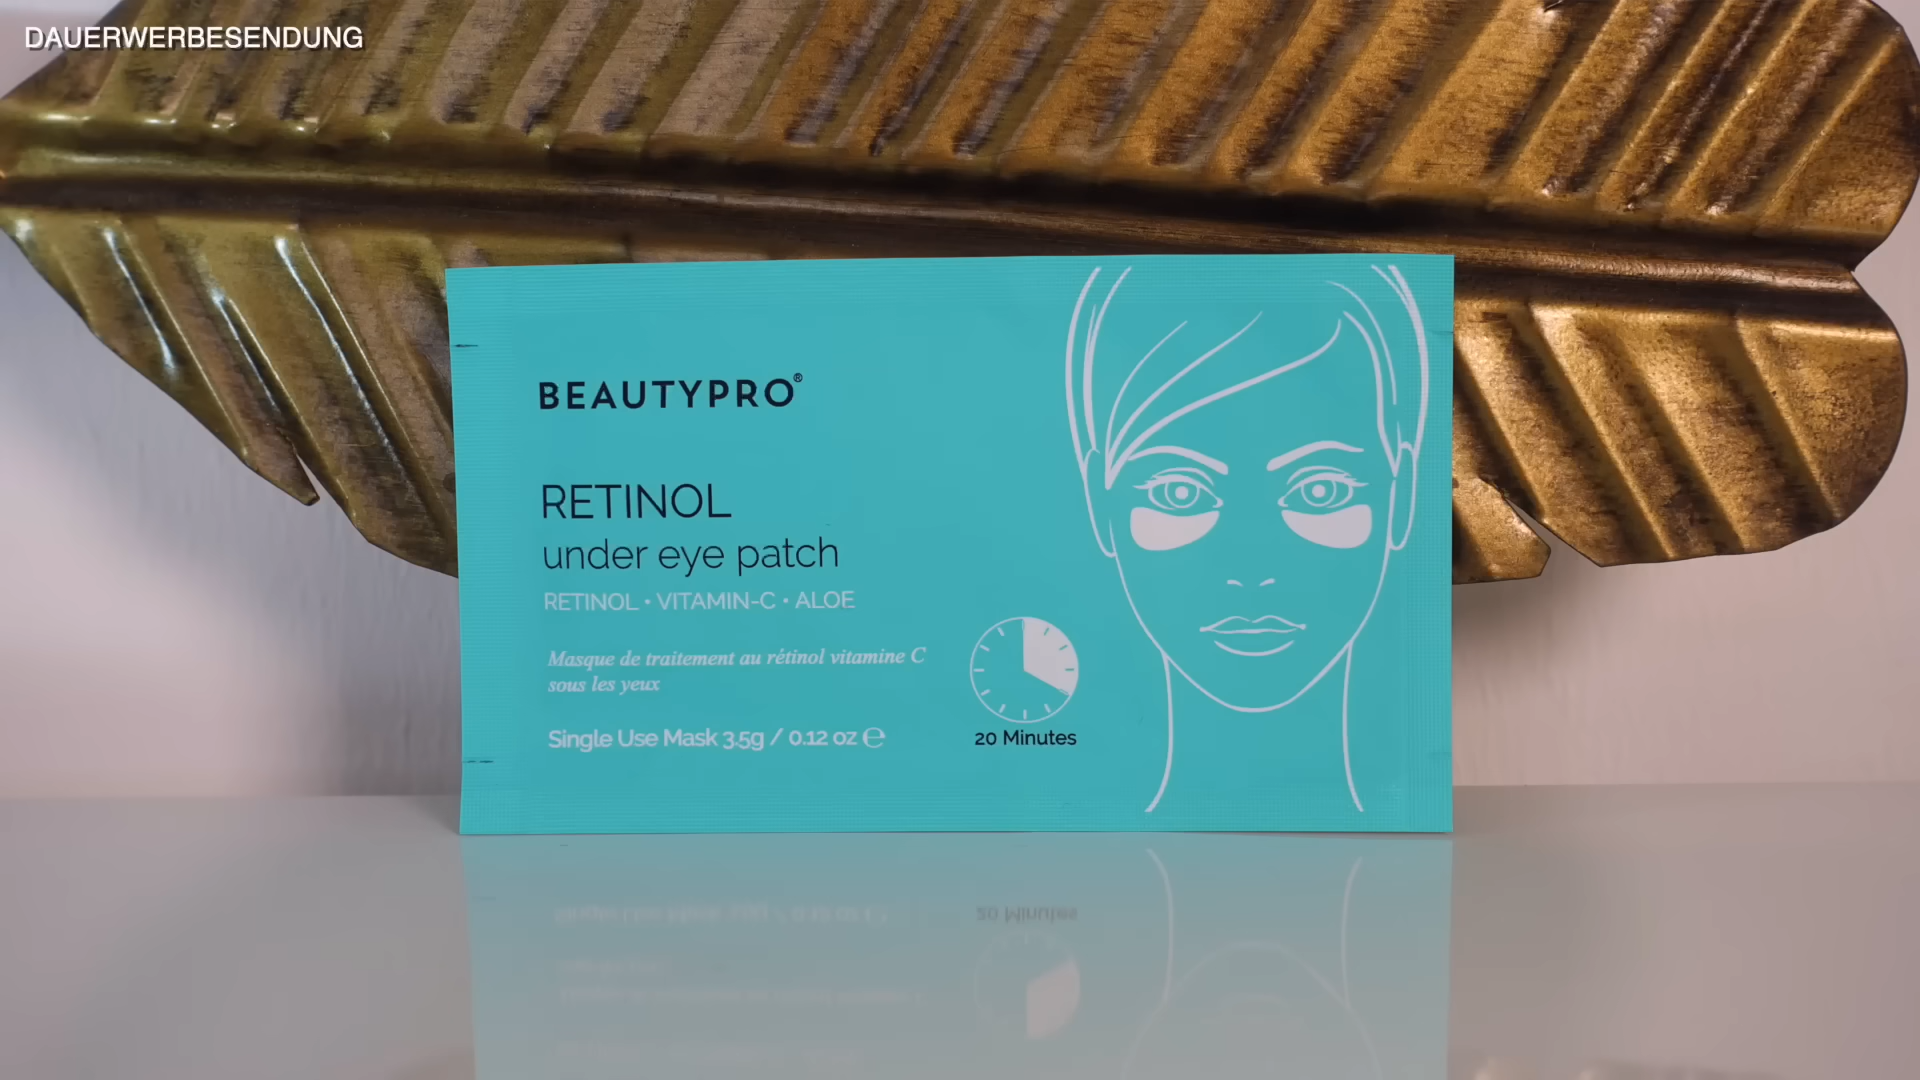 DAUERWERBESENDUNG
BEAUTYPRO®
RETINOL
under eye patch
RETINOL • VITAMIN-C • ALOE
Masque de traitement au rétinol vitamine C
sous les yeux
Single Use Mask 3.5g / 0.12 oz ℮
20 Minutes